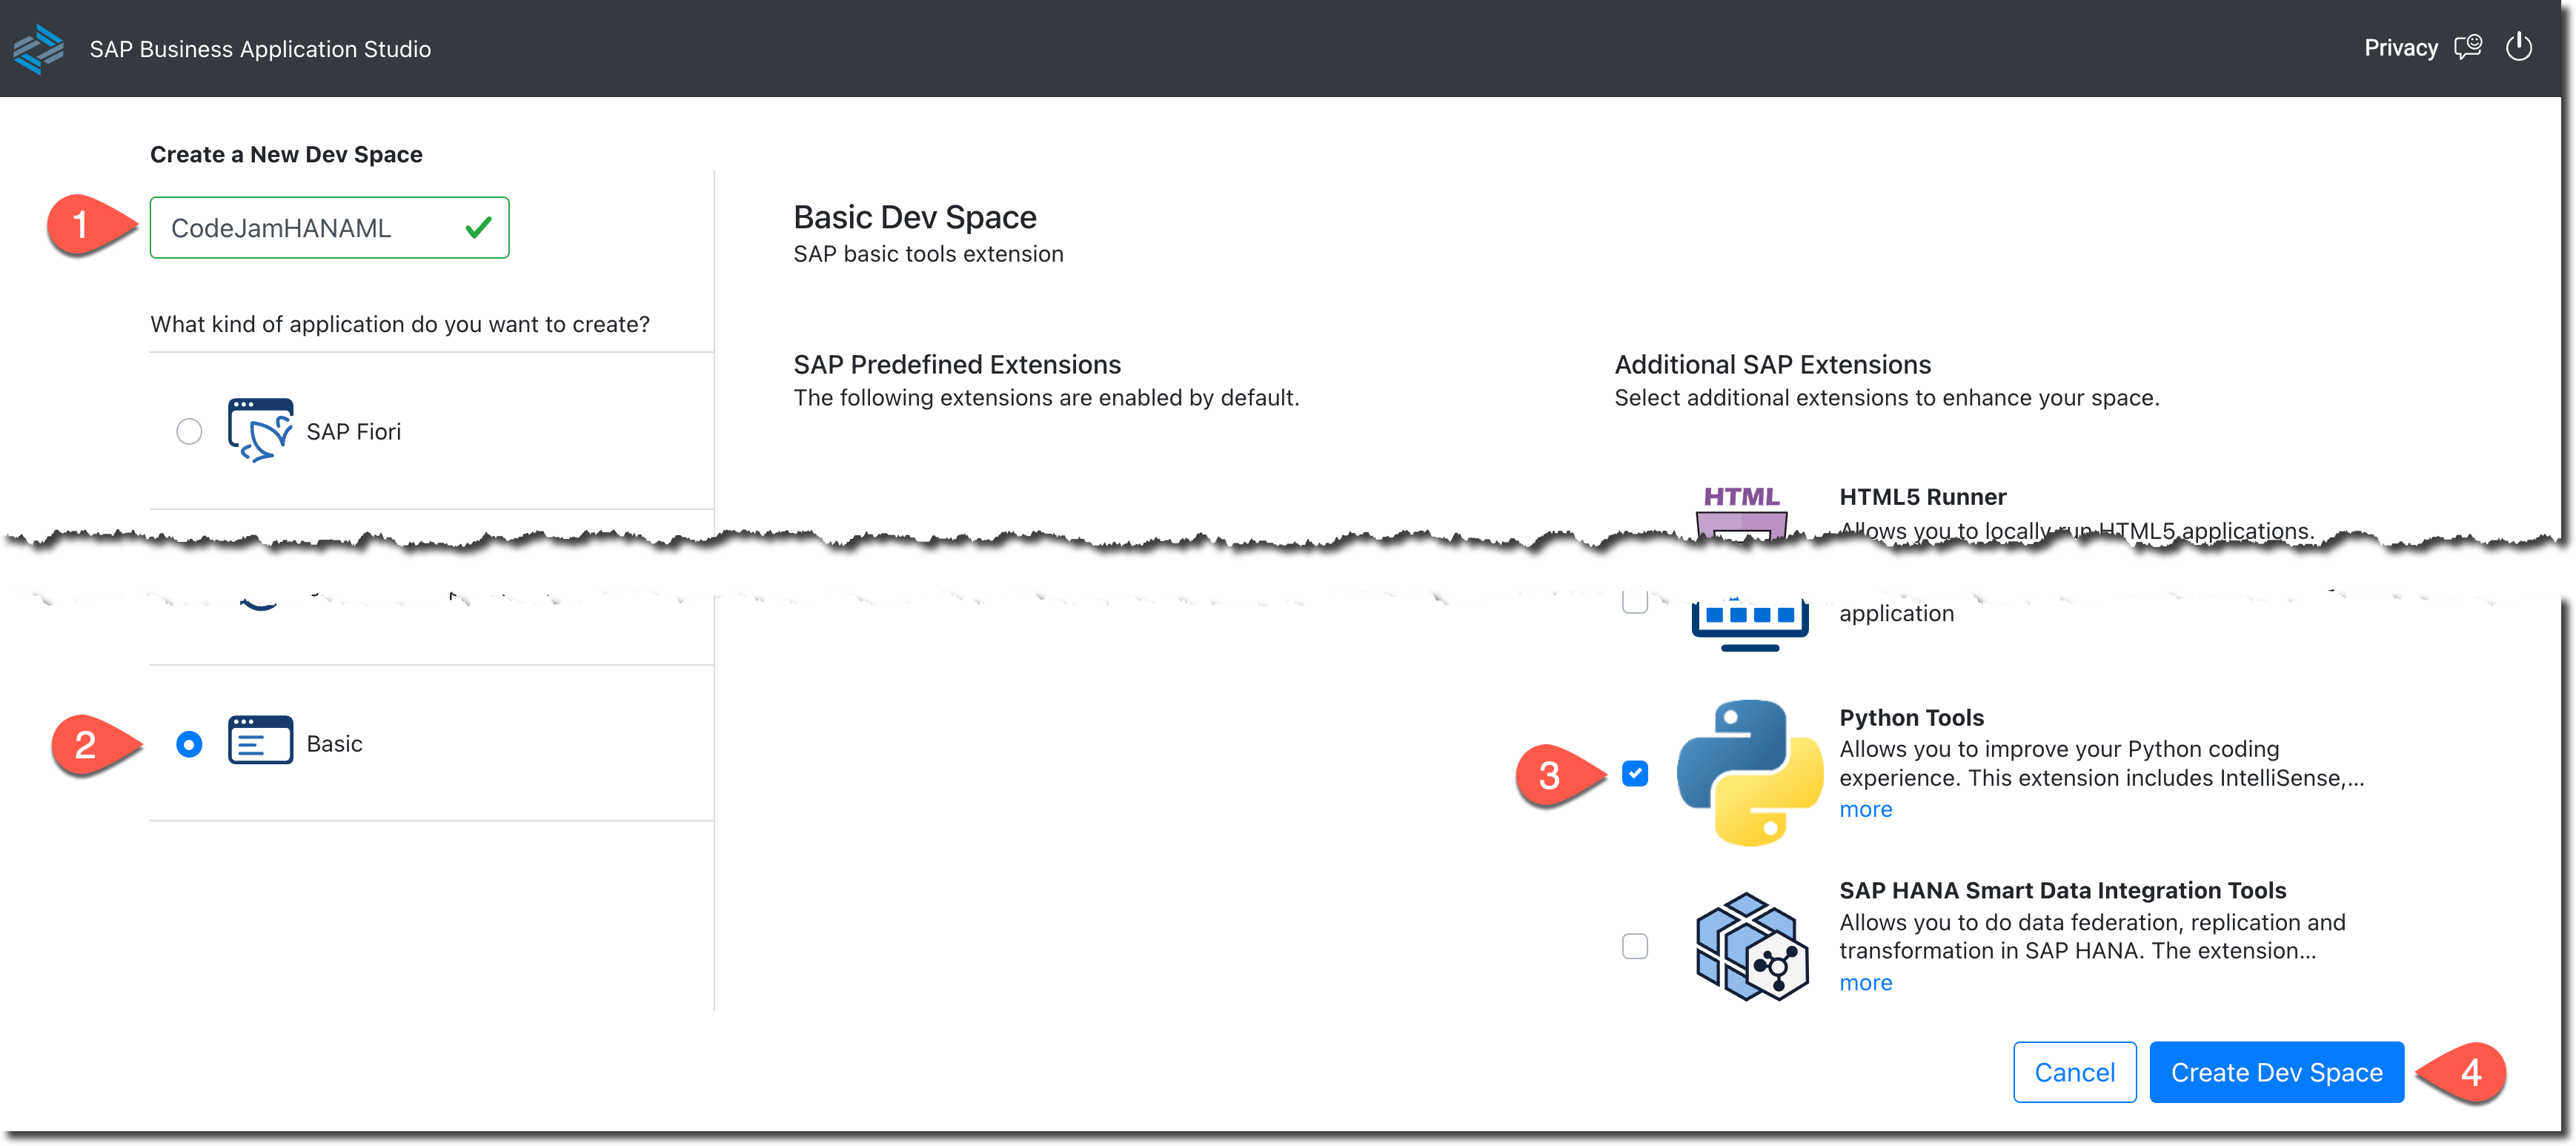 SAP Business Application Studio
Privacy
Create a New Dev Space
1
CodeJamHANAML
What kind of application do you want to create?
SAP Fiori
2
Basic
Basic Dev Space
SAP basic tools extension
SAP Predefined Extensions
The following extensions are enabled by default.
Additional SAP Extensions
Select additional extensions to enhance your space.
HTML
HTML5 Runner
Allows you to locally run HTML5 applications.
application
3
Python Tools
Allows you to improve your Python coding
experience. This extension includes IntelliSense,...
more
SAP HANA Smart Data Integration Tools
Allows you to do data federation, replication and
transformation in SAP HANA. The extension...
more
Cancel
Create Dev Space
4